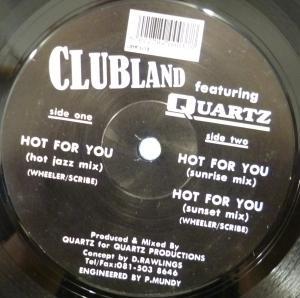 CLUBLAND
featuring
QUARTZ
side one
HOT FOR YOU
(hot jazz mix)
(WHEELER/SCRIBE)
side two
HOT FOR YOU
(sunrise mix)
HOT FOR YOU
(sunset mix)
(WHEELER/SCRIBE)
Produced & Mixed By
QUARTZ for QUARTZ PRODUCTIONS
Concept by D.RAWLINGS
Tel/Fax:081-503 8646
ENGINEERED BY P.MUNDY